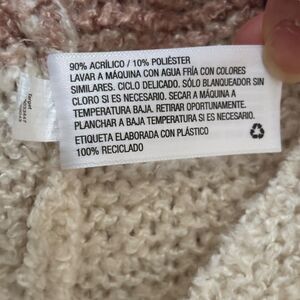 90% ACRÍLICO / 10% POLIÉSTER
LAVAR A MÁQUINA CON AGUA FRÍA CON COLORES
SIMILARES. CICLO DELICADO. SÓLO BLANQUEADOR SIN
CLORO SI ES NECESARIO. SECAR A MÁQUINA A
TEMPERATURA BAJA. RETIRAR OPORTUNAMENTE.
PLANCHAR A BAJA TEMPERATURA SI ES NECESARIO.
ETIQUETA ELABORADA CON PLÁSTICO
100% RECICLADO
Target